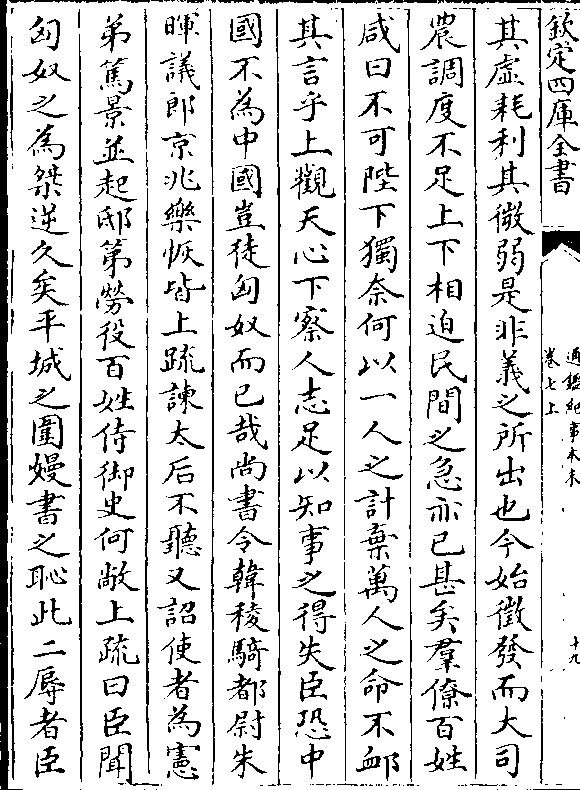 欽定四庫全書
通鑑紀事本末
卷七上
十九
其虛耗利其微弱是非義之所出也今始徵發而大司
農調度不足上下相迫民間之急亦已甚矣羣僚百姓
咸曰不可陛下獨奈何以一人之計棄萬人之命不卹
其言乎上觀天心下察人志足以知事之得失臣恐中
國不為中國豈徒匈奴而已哉尚書令韓稜騎都尉朱
暉議郎京兆樂恢皆上疏諫太后不聽又詔使者為憲
弟篤景並起邸第勞役百姓侍御史何敞上疏曰臣聞
匈奴之為桀逆久矣平城之圍嫚書之恥此二辱者臣